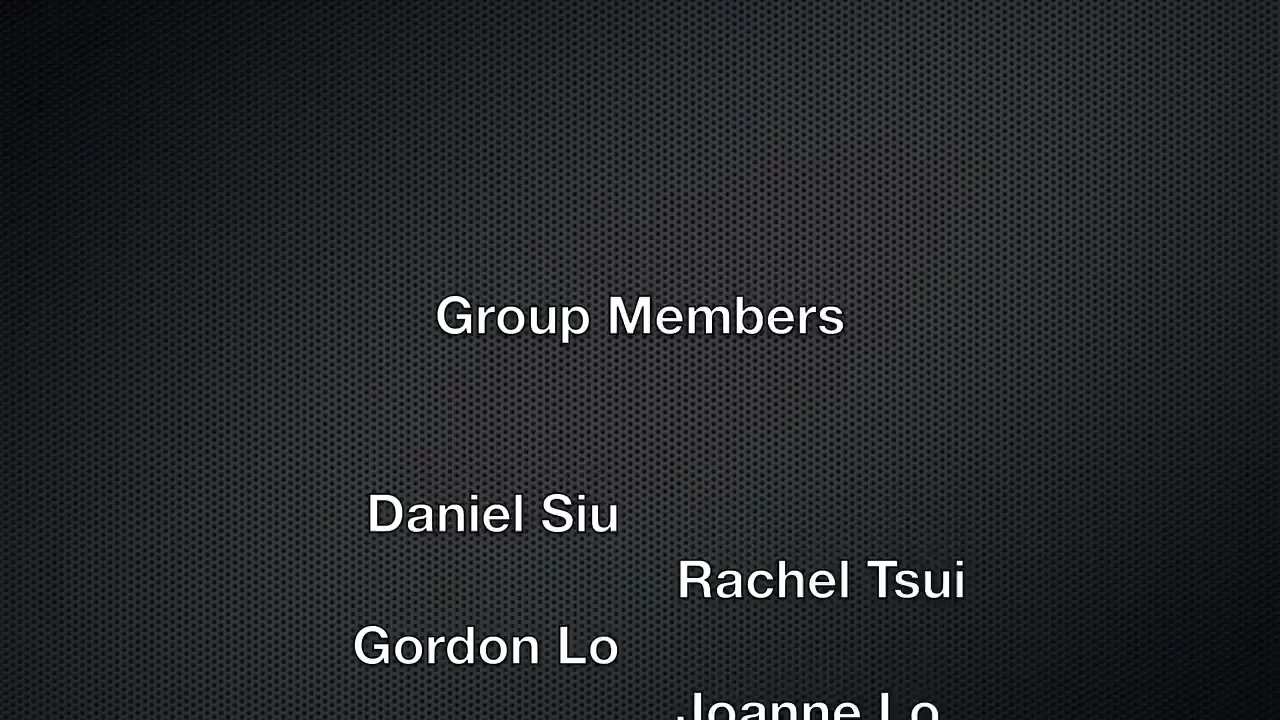 Group Members
Daniel Siu
Rachel Tsui
Gordon Lo
Joanne Lo